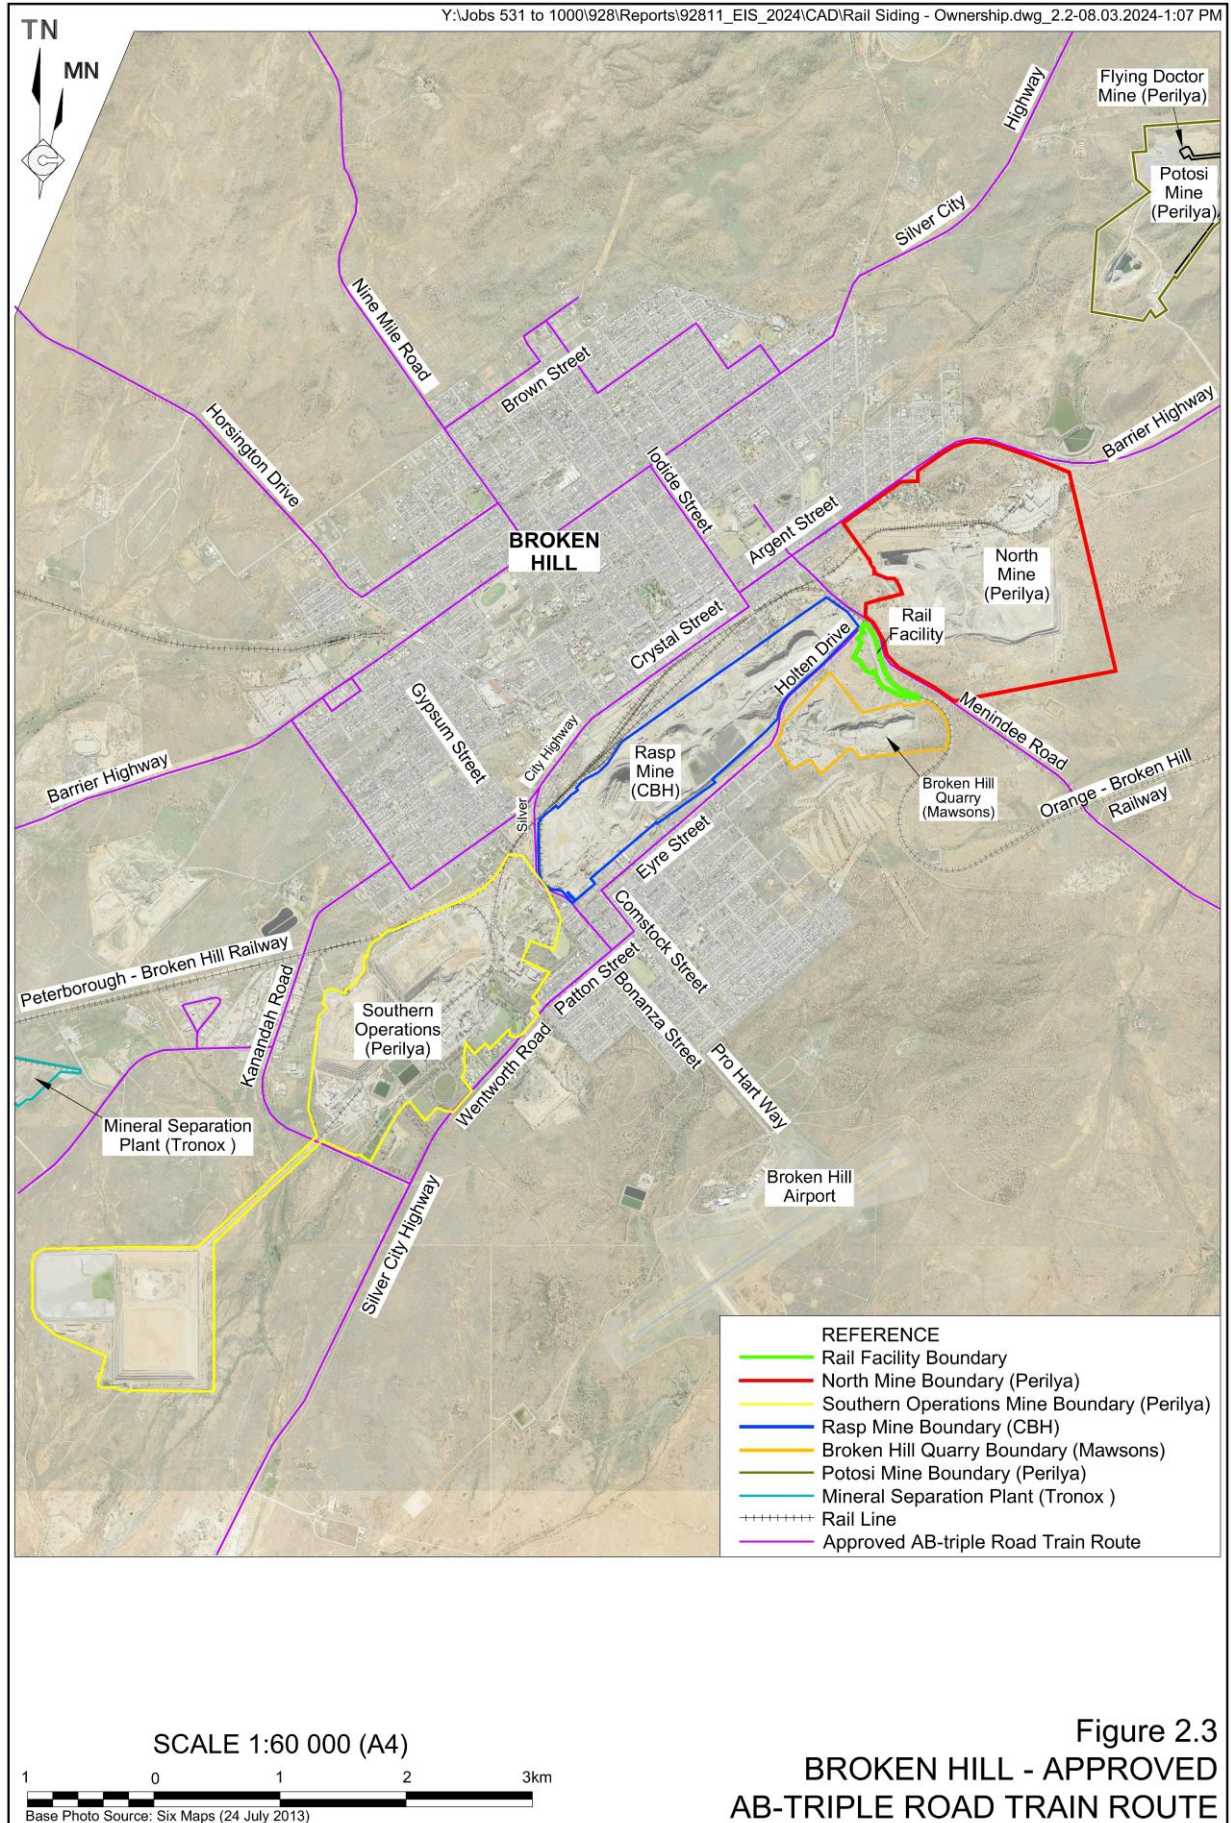 Y:\Jobs 531 to 1000\928\Reports\92811_EIS_2024\CAD\Rail Siding - Ownership.dwg_2.2-08.03.2024-1:07 PM
TN
MN
Highway
Flying Doctor
Mine (Perilya)
Potosi
Mine
(Perilya)
Silver City
Nine Mile Road
Brown Street
Horsington Drive
Iodide Street
Barrier Highway
Argent Street
BROKEN
HILL
North
Mine
(Perilya)
Rail
Facility
Crystal Street
Holten Drive
Menindee Road
Gypsum Street
City Highway
Silver
Rasp
Mine
(CBH)
Barrier Highway
Broken Hill
Quarry
(Mawsons)
Orange - Broken Hill
Railway
Eyre Street
Comstock Street
Peterborough - Broken Hill Railway
Patton Street
Bonanza Street
Kanandah Road
Southern
Operations
(Perilya)
Wentworth Road
Pro Hart Way
Mineral Separation
Plant (Tronox )
Broken Hill
Airport
Silver City Highway
REFERENCE
Rail Facility Boundary
North Mine Boundary (Perilya)
Southern Operations Mine Boundary (Perilya)
Rasp Mine Boundary (CBH)
Broken Hill Quarry Boundary (Mawsons)
Potosi Mine Boundary (Perilya)
Mineral Separation Plant (Tronox )
Rail Line
Approved AB-triple Road Train Route
SCALE 1:60 000 (A4)
1 0 1 2 3km
Base Photo Source: Six Maps (24 July 2013)
Figure 2.3
BROKEN HILL - APPROVED
AB-TRIPLE ROAD TRAIN ROUTE